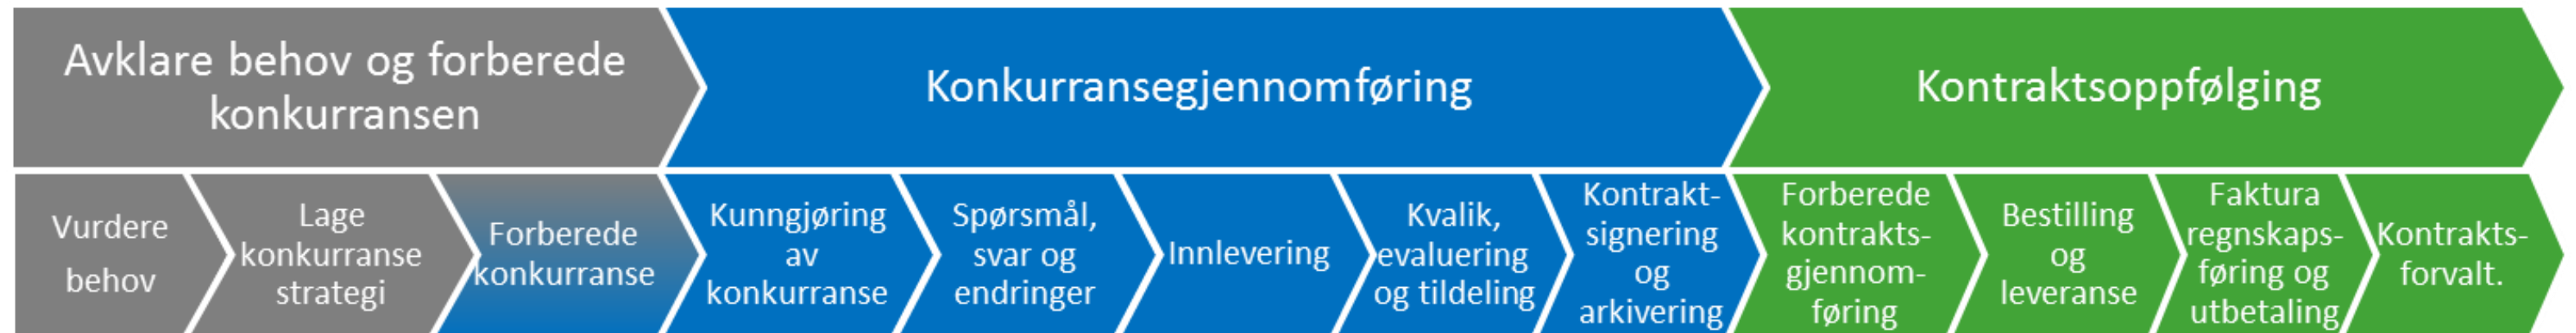 Avklare behov og forberede
konkurransen
Konkurransegjennomføring
Kontraktsoppfølging
Vurdere
behov
Lage
konkurranse
strategi
Forberede
konkurranse
Kunngjøring
av
konkurranse
Spørsmål,
svar og
endringer
Innlevering
Kvalik,
evaluering
og tildeling
Kontrakt-
signering
og
arkivering
Forberede
kontrakts-
gjennom-
føring
Bestilling
og
leveranse
Faktura
regnskaps-
føring og
utbetaling
Kontrakts-
forvalt.